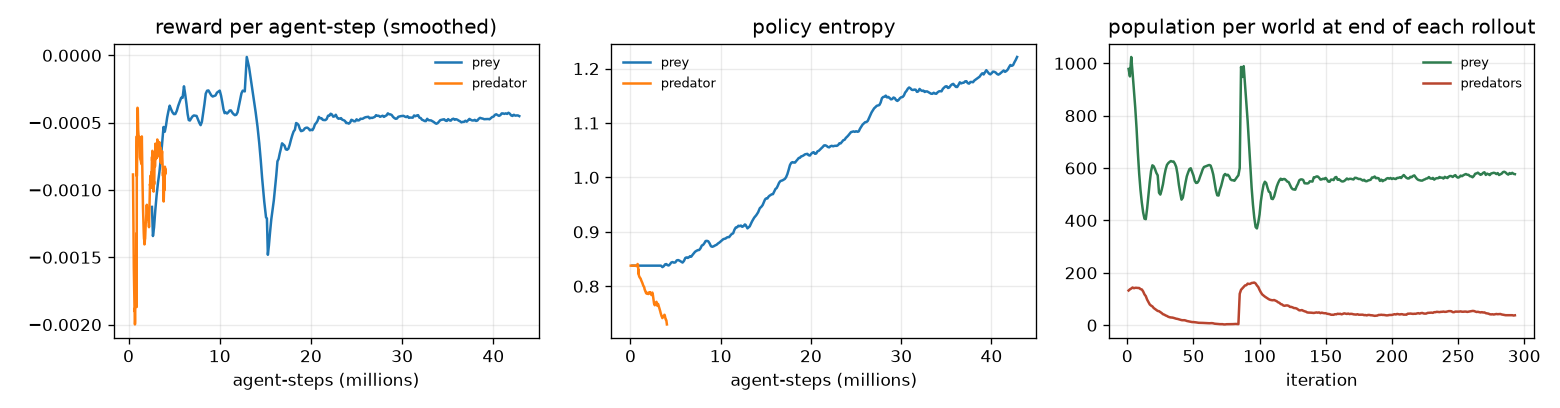 reward per agent-step (smoothed)
0.0000
−0.0005
−0.0010
−0.0015
−0.0020
0
10
20
30
40
agent-steps (millions)
prey
predator
policy entropy
1.2
1.1
1.0
0.9
0.8
0
10
20
30
40
agent-steps (millions)
prey
predator
population per world at end of each rollout
1000
800
600
400
200
0
0
50
100
150
200
250
300
iteration
prey
predators